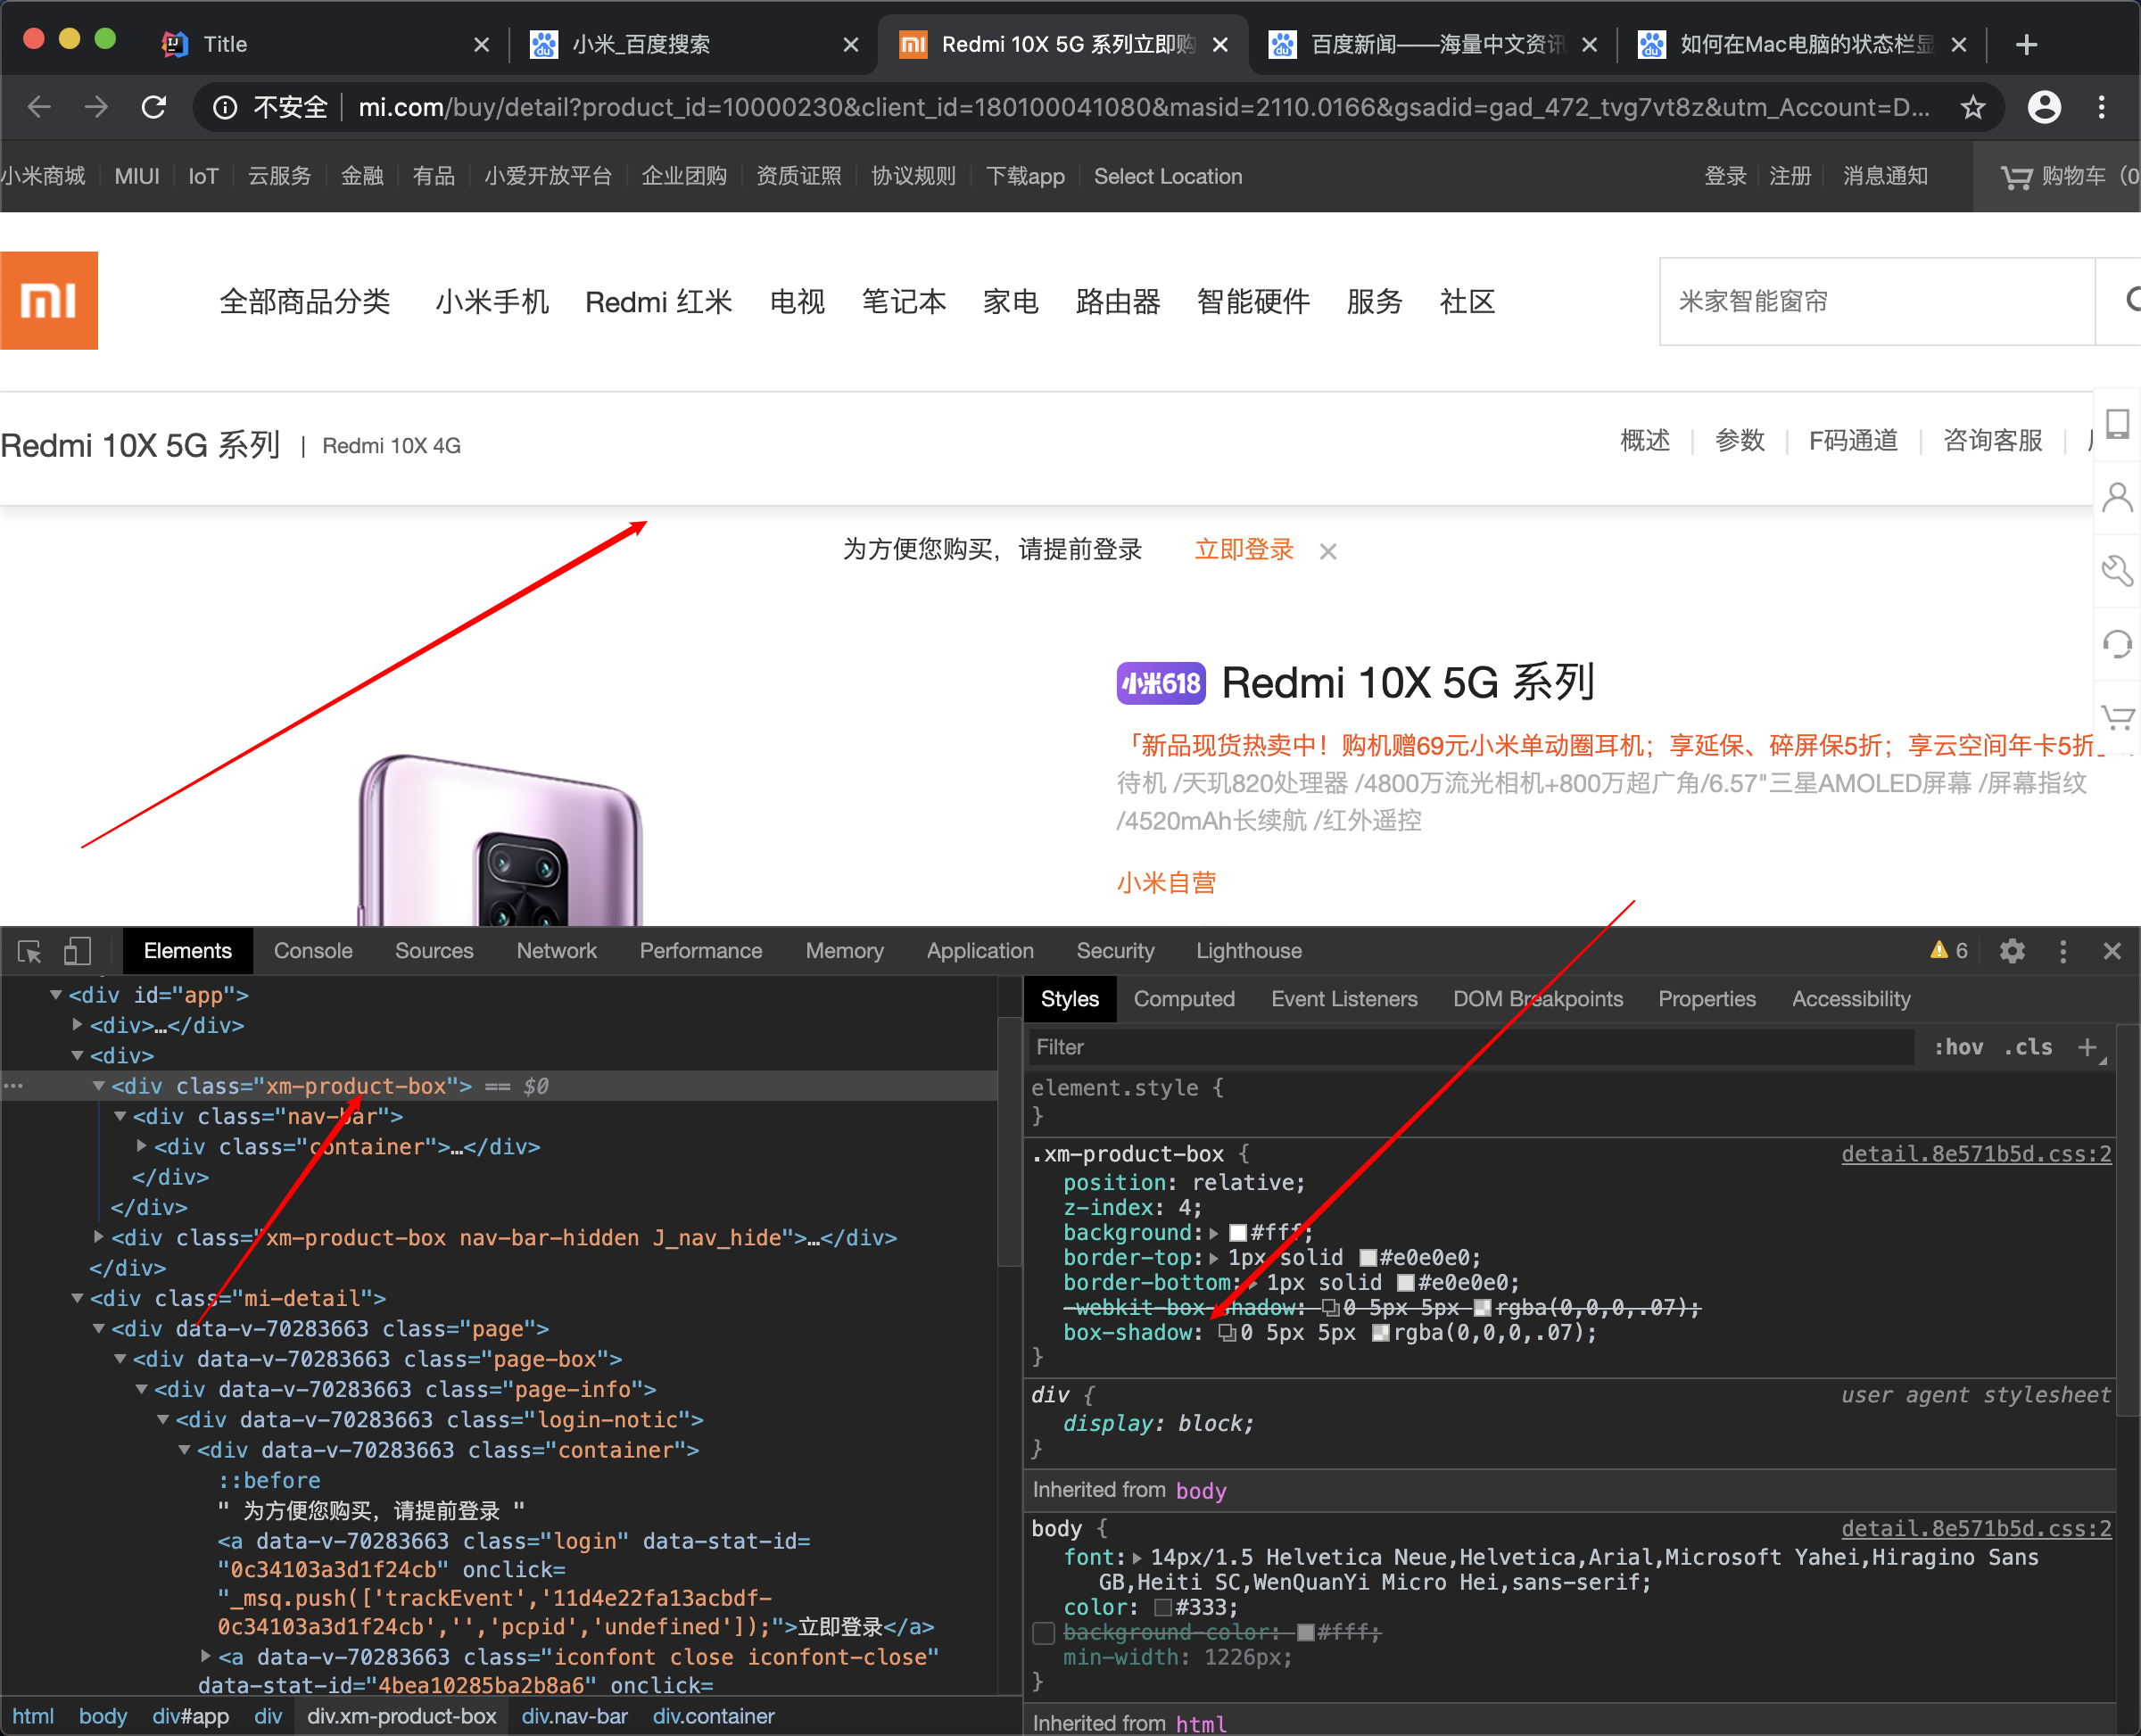 Title
小米_百度搜索
Redmi 10X 5G 系列立即购
百度新闻——海量中文资讯
如何在Mac电脑的状态栏显
不安全
mi.com/buy/detail?product_id=10000230&client_id=180100041080&masid=2110.0166&gsadid=gad_472_tvg7vt8z&utm_Account=D...
小米商城 MIUI IoT 云服务 金融 有品 小爱开放平台 企业团购 资质证照 协议规则 下载app Select Location 登录 注册 消息通知 购物车（0
全部商品分类 小米手机 Redmi 红米 电视 笔记本 家电 路由器 智能硬件 服务 社区 米家智能窗帘
Redmi 10X 5G 系列 | Redmi 10X 4G 概述 参数 F码通道 咨询客服
为方便您购买，请提前登录 立即登录
小米618 Redmi 10X 5G 系列
「新品现货热卖中！购机赠69元小米单动圈耳机；享延保、碎屏保5折；享云空间年卡5折」
待机 /天玑820处理器 /4800万流光相机+800万超广角/6.57"三星AMOLED屏幕 /屏幕指纹
/4520mAh长续航 /红外遥控
小米自营
Elements Console Sources Network Performance Memory Application Security Lighthouse 6
<div id="app">
<div>…</div>
<div>
<div class="xm-product-box"> == $0
<div class="nav-bar">
<div class="container">…</div>
</div>
</div>
<div class="xm-product-box nav-bar-hidden J_nav_hide">…</div>
</div>
<div class="mi-detail">
<div data-v-70283663 class="page">
<div data-v-70283663 class="page-box">
<div data-v-70283663 class="page-info">
<div data-v-70283663 class="login-notic">
<div data-v-70283663 class="container">
::before
" 为方便您购买，请提前登录 "
<a data-v-70283663 class="login" data-stat-id=
"0c34103a3d1f24cb" onclick=
"_msq.push(['trackEvent','11d4e22fa13acbdf-
0c34103a3d1f24cb','','pcpid','undefined']);">立即登录</a>
<a data-v-70283663 class="iconfont close iconfont-close"
data-stat-id="4bea10285ba2b8a6" onclick=
html body div#app div div.xm-product-box div.nav-bar div.container
Styles Computed Event Listeners DOM Breakpoints Properties Accessibility
Filter :hov .cls +
element.style {
}
.xm-product-box { detail.8e571b5d.css:2
position: relative;
z-index: 4;
background: #fff;
border-top: 1px solid #e0e0e0;
border-bottom: 1px solid #e0e0e0;
-webkit-box-shadow: 0 5px 5px rgba(0,0,0,.07);
box-shadow: 0 5px 5px rgba(0,0,0,.07);
}
div { user agent stylesheet
display: block;
}
Inherited from body
body { detail.8e571b5d.css:2
font: 14px/1.5 Helvetica Neue,Helvetica,Arial,Microsoft Yahei,Hiragino Sans
GB,Heiti SC,WenQuanYi Micro Hei,sans-serif;
color: #333;
background-color: #fff;
min-width: 1226px;
}
Inherited from html